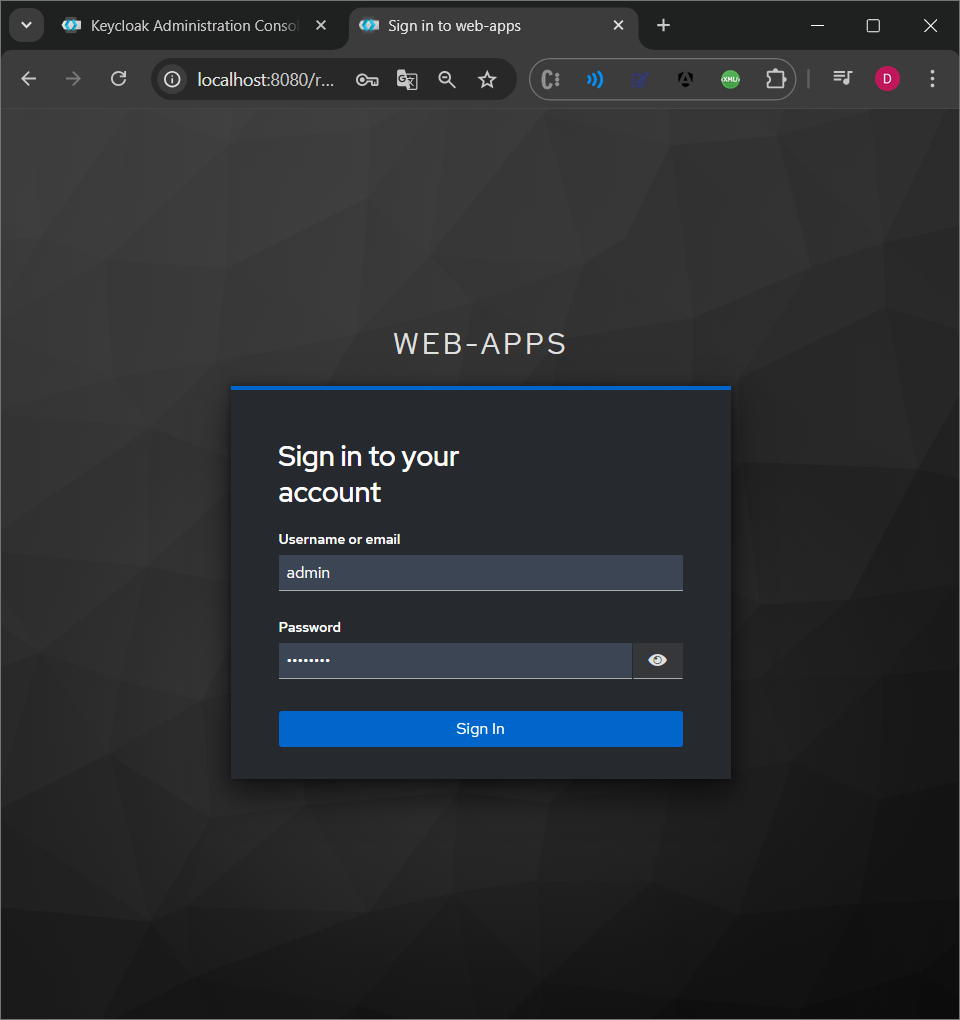 Keycloak Administration Consol
Sign in to web-apps
localhost:8080/r...
XMLI
D
WEB-APPS
Sign in to your
account
Username or email
admin
Password
••••••••
Sign In